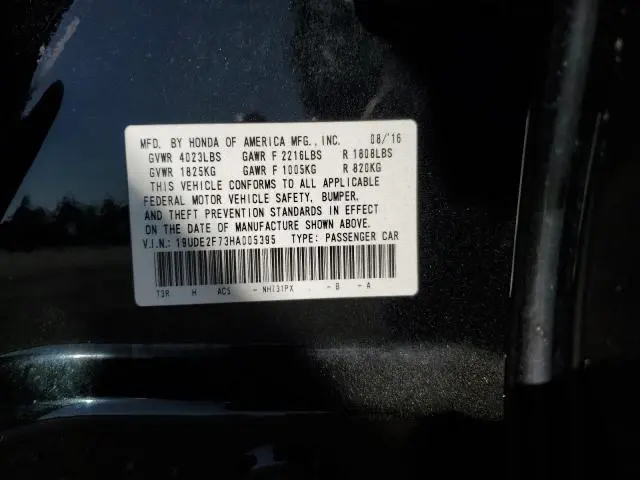 MFD. BY HONDA OF AMERICA MFG.,INC. 08/'16
GVWR 4023LBS GAWR F 2216LBS R 1808LBS
GVWR 1825KG GAWR F 1005KG R 820KG
THIS VEHICLE CONFORMS TO ALL APPLICABLE
FEDERAL MOTOR VEHICLE SAFETY, BUMPER,
AND THEFT PREVENTION STANDARDS IN EFFECT
ON THE DATE OF MANUFACTURE SHOWN ABOVE.
V.I.N.: 19UDE2F73HA005395 TYPE: PASSENGER CAR
T3R H AC5 - NH731PX - B - A